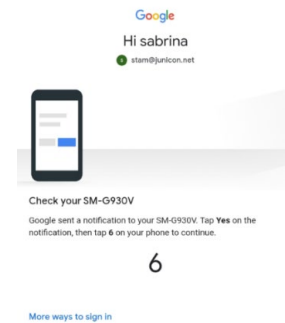 Google
Hi sabrina
s stam@junicon.net
Check your SM-G930V
Google sent a notification to your SM-G930V. Tap Yes on the
notification, then tap 6 on your phone to continue.
6
More ways to sign in